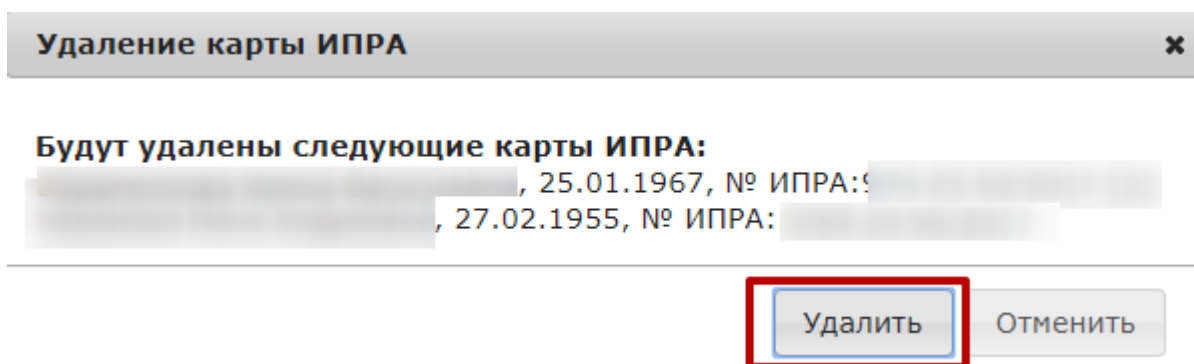 Удаление карты ИПРА
Будут удалены следующие карты ИПРА:
, 25.01.1967, № ИПРА:
, 27.02.1955, № ИПРА:
Удалить Отменить